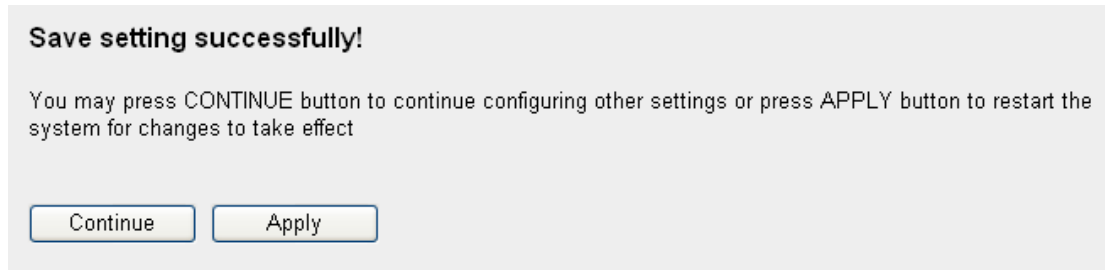 Save setting successfully!
You may press CONTINUE button to continue configuring other settings or press APPLY button to restart the
system for changes to take effect
Continue
Apply